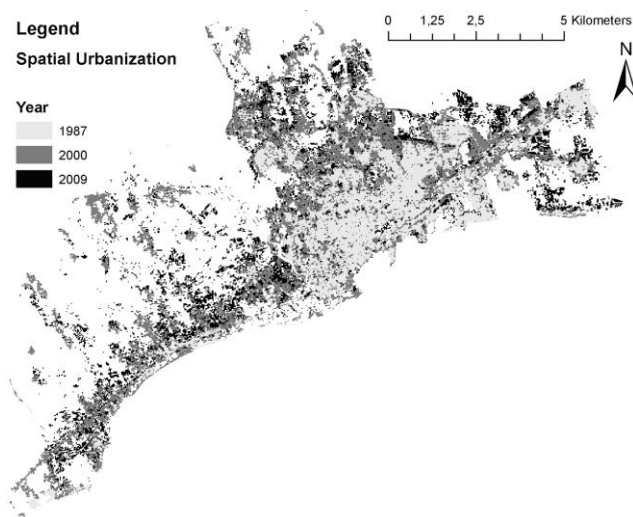 Legend
Spatial Urbanization
Year
1987
2000
2009
0 1,25 2,5 5 Kilometers
N